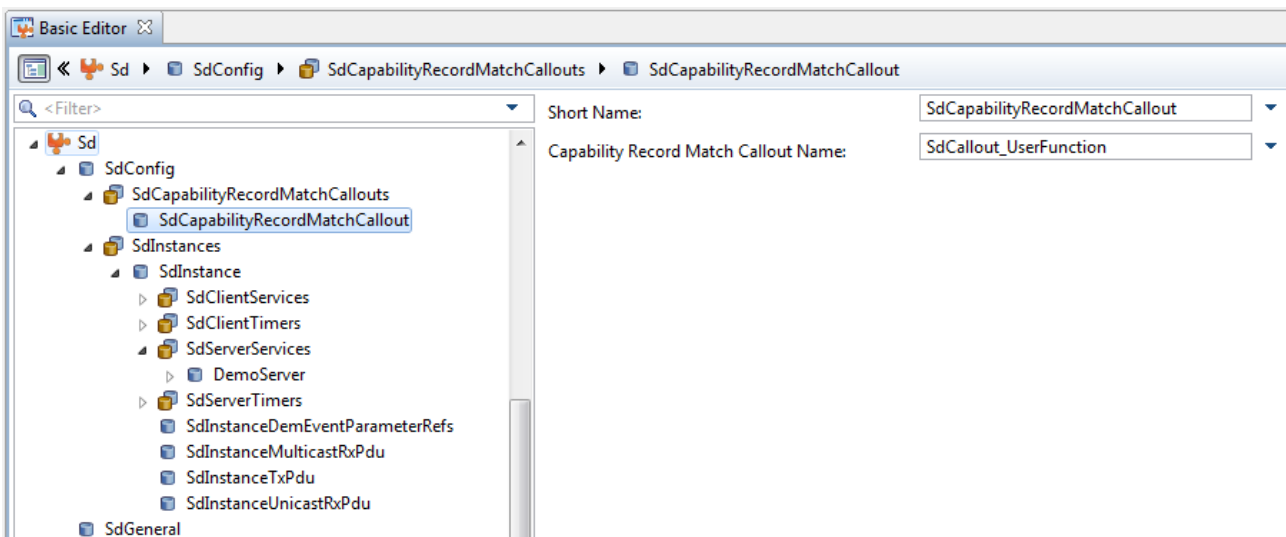 Basic Editor
Sd SdConfig SdCapabilityRecordMatchCallouts SdCapabilityRecordMatchCallout
<Filter>
Sd
SdConfig
SdCapabilityRecordMatchCallouts
SdCapabilityRecordMatchCallout
SdInstances
SdInstance
SdClientServices
SdClientTimers
SdServerServices
DemoServer
SdServerTimers
SdInstanceDemEventParameterRefs
SdInstanceMulticastRxPdu
SdInstanceTxPdu
SdInstanceUnicastRxPdu
SdGeneral
Short Name: SdCapabilityRecordMatchCallout
Capability Record Match Callout Name: SdCallout_UserFunction